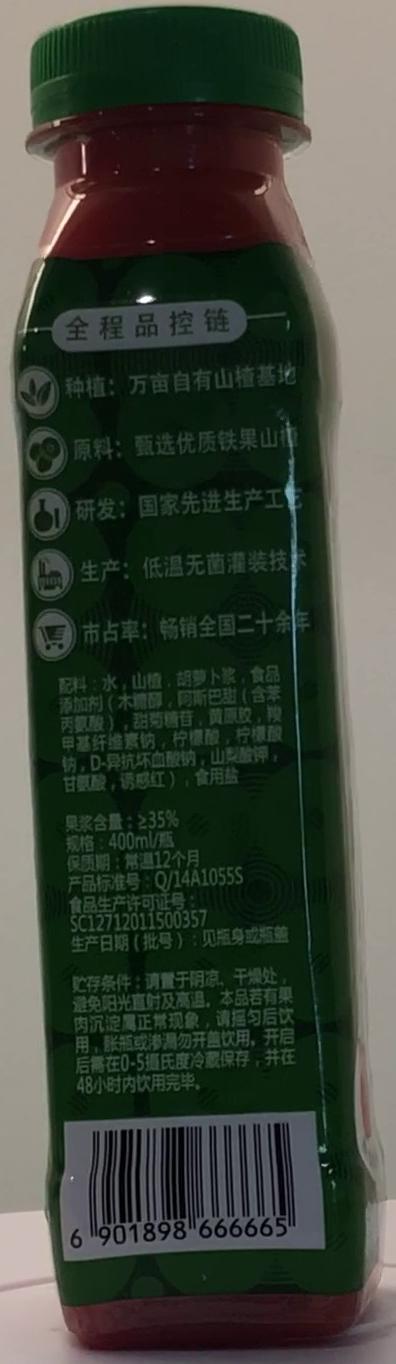 全程品控链
种植：万亩自有山楂基地
原料：甄选优质铁果山楂
研发：国家先进生产工艺
生产：低温无菌灌装技术
市占率：畅销全国二十余年
配料：水，山楂，胡萝卜浆，食品
添加剂（木糖醇，阿斯巴甜（含苯
丙氨酸），甜菊糖苷，黄原胶，羧
甲基纤维素钠，柠檬酸，柠檬酸
钠，D-异抗坏血酸钠，山梨酸钾，
甘氨酸，诱惑红），食用盐
果浆含量：≥35%
规格：400ml/瓶
保质期：常温12个月
产品标准号：Q/14A1055S
食品生产许可证号：
SC12712011500357
生产日期（批号）：见瓶身或瓶盖
贮存条件：请置于阴凉、干燥处，
避免阳光直射及高温。本品若有果
肉沉淀属正常现象，请摇匀后饮
用，胀瓶或渗漏勿开盖饮用。开启
后需在0-5摄氏度冷藏保存，并在
48小时内饮用完毕。
6 901898 666665